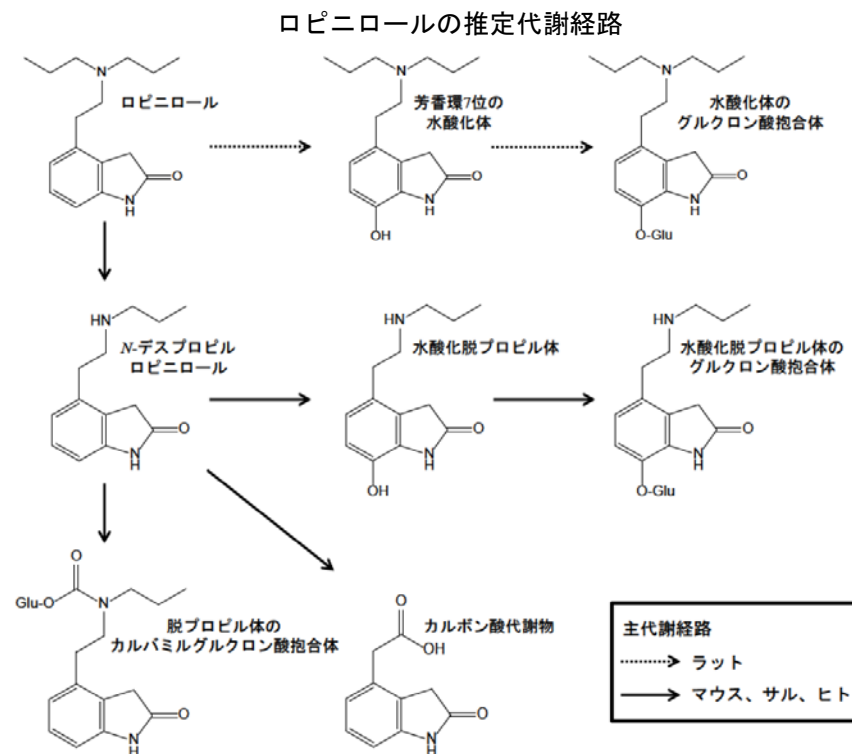 ロピニロールの推定代謝経路
N
ロピニロール
O
N
H
N
芳香環7位の
水酸化体
O
N
H
OH
N
水酸化体の
グルクロン酸抱合体
O
N
H
O-Glu
HN
N-デスプロピル
ロピニロール
O
N
H
HN
水酸化脱プロピル体
O
N
H
OH
HN
水酸化脱プロピル体の
グルクロン酸抱合体
O
N
H
O-Glu
O
Glu-O
N
脱プロピル体の
カルバミルグルクロン酸抱合体
O
N
H
O
OH
カルボン酸代謝物
O
N
H
主代謝経路
ラット
マウス、サル、ヒト